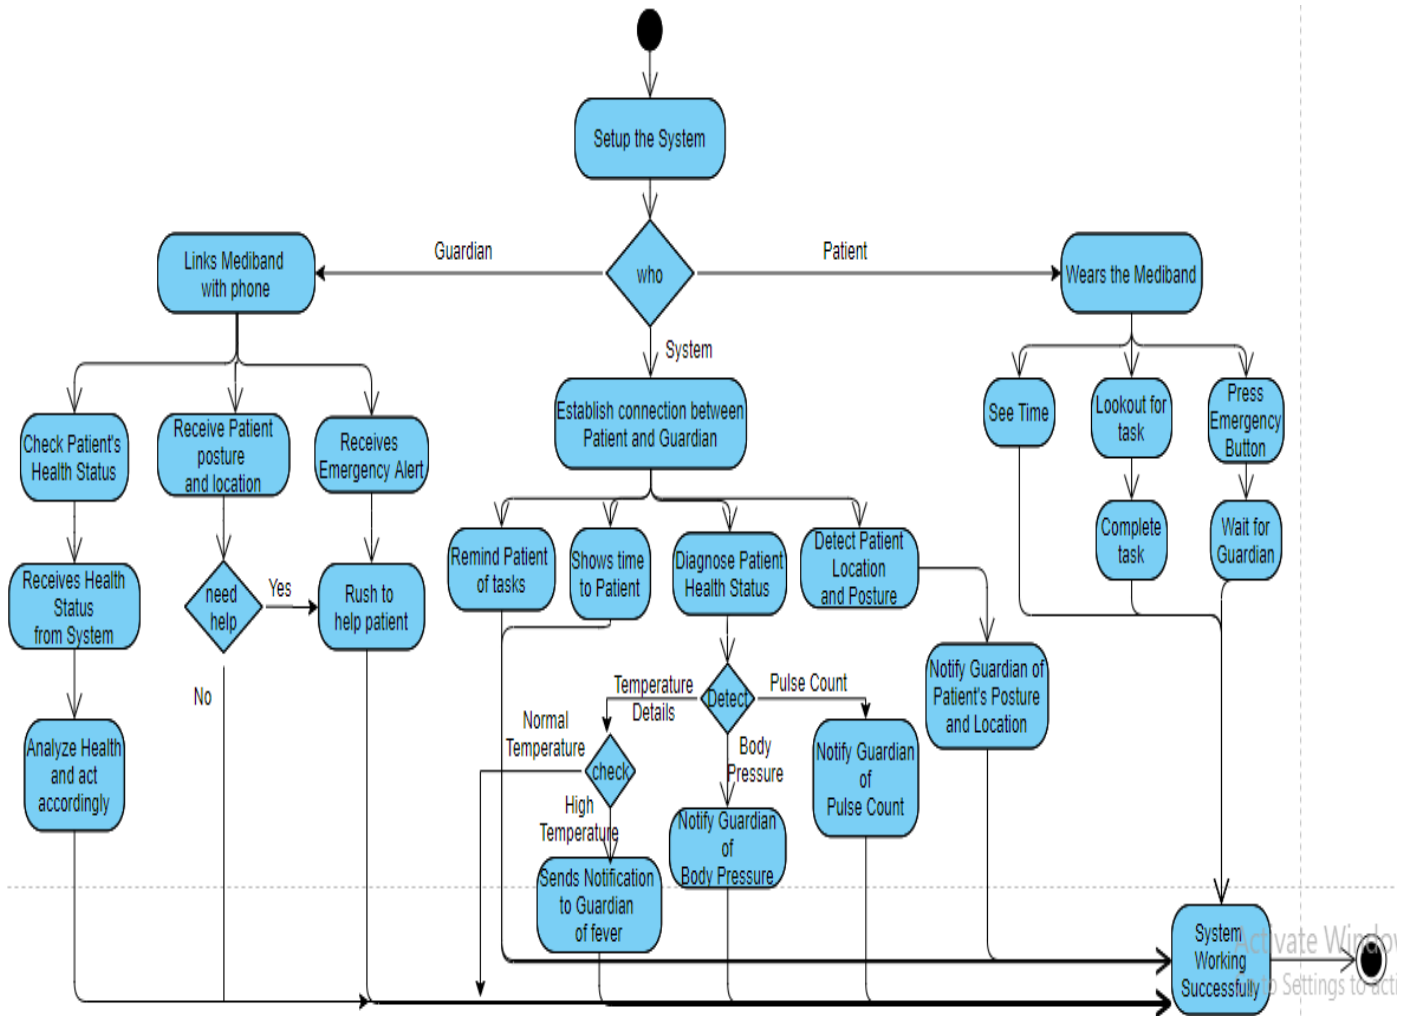 Setup the System
Guardian
who
Patient
Links Mediband
with phone
Wears the Mediband
System
Check Patient's
Health Status
Receive Patient
posture
and location
Receives
Emergency Alert
Establish connection between
Patient and Guardian
See Time
Lookout for
task
Press
Emergency
Button
Receives Health
Status
from System
need
help
Yes
No
Rush to
help patient
Remind Patient
of tasks
Shows time
to Patient
Diagnose Patient
Health Status
Detect Patient
Location
and Posture
Complete
task
Wait for
Guardian
Analyze Health
and act
accordingly
Temperature
Details
Detect
Pulse Count
Notify Guardian of
Patient's Posture
and Location
Normal
Temperature
check
Body
Pressure
Notify Guardian
of
Pulse Count
High
Temperature
Notify Guardian
of
Body Pressure
Sends Notification
to Guardian
of fever
System
Working
Successfully
Activate Window
to Settings to acti